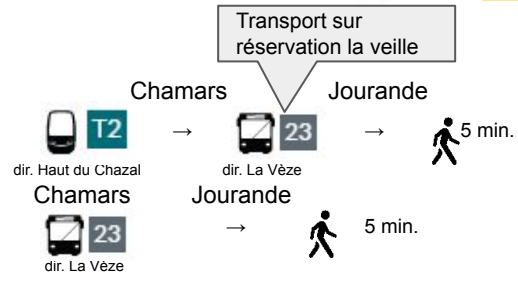 Transport sur
réservation la veille
Chamars Jourande
T2 → 23 → 5 min.
dir. Haut du Chazal dir. La Vèze
Chamars Jourande
23 → 5 min.
dir. La Vèze